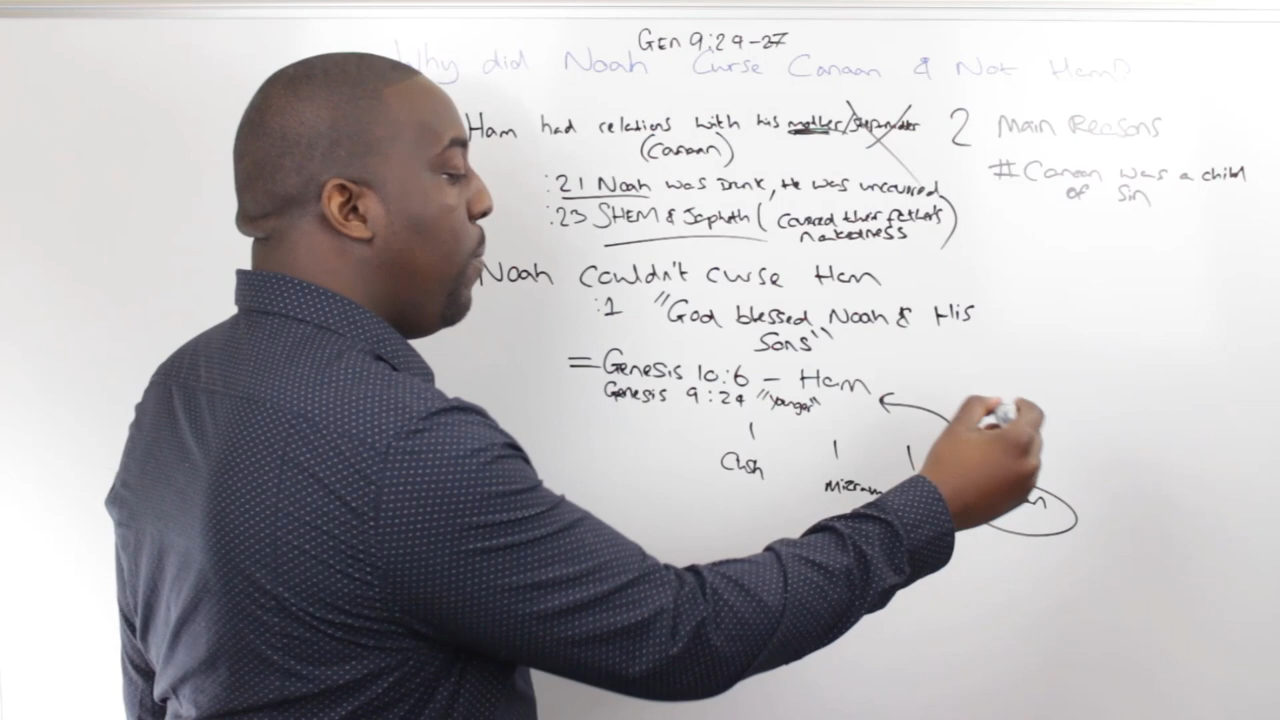 GEN 9:24-27
Why did Noah Curse Canaan & Not Ham?
Ham had relations with his mother/stepmother
(Canaan)
2 Main Reasons
# Canaan was a child
of Sin
:21 Noah was Drunk, He was uncovered
:23 SHEM & Japheth ( covered their father's
nakedness )
Noah Couldn't Curse Ham
:1 "God blessed Noah & His
Sons"
= Genesis 10:6 - Ham
Genesis 9:24 "Younger"
Cush
Mizraim